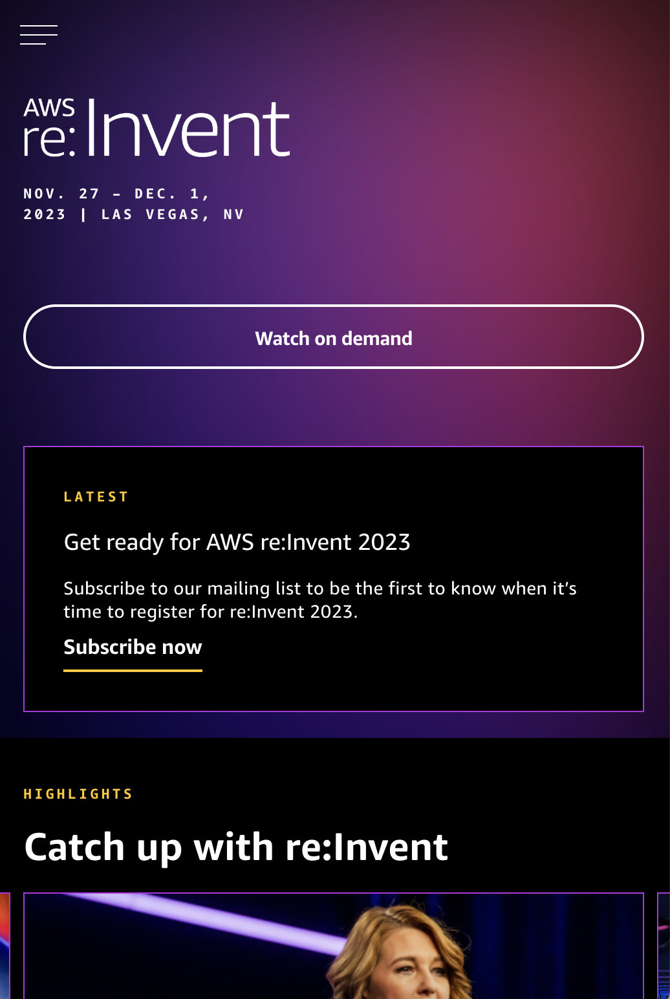 AWS
re:Invent
NOV. 27 – DEC. 1,
2023 | LAS VEGAS, NV
Watch on demand
LATEST
Get ready for AWS re:Invent 2023
Subscribe to our mailing list to be the first to know when it’s
time to register for re:Invent 2023.
Subscribe now
HIGHLIGHTS
Catch up with re:Invent